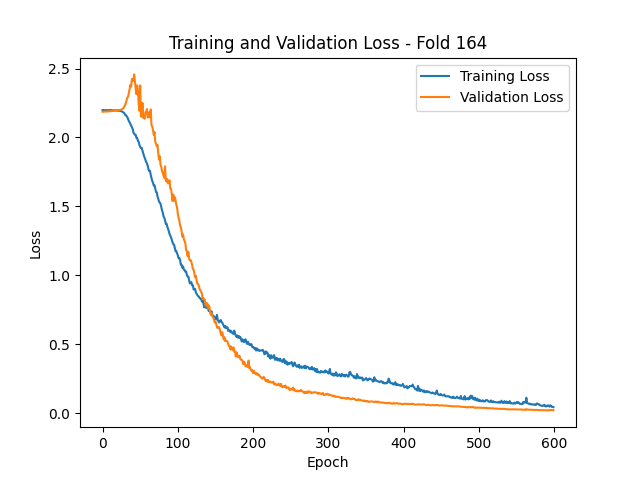 Training and Validation Loss - Fold 164
Training Loss
Validation Loss
Loss
2.5
2.0
1.5
1.0
0.5
0.0
0 100 200 300 400 500 600
Epoch